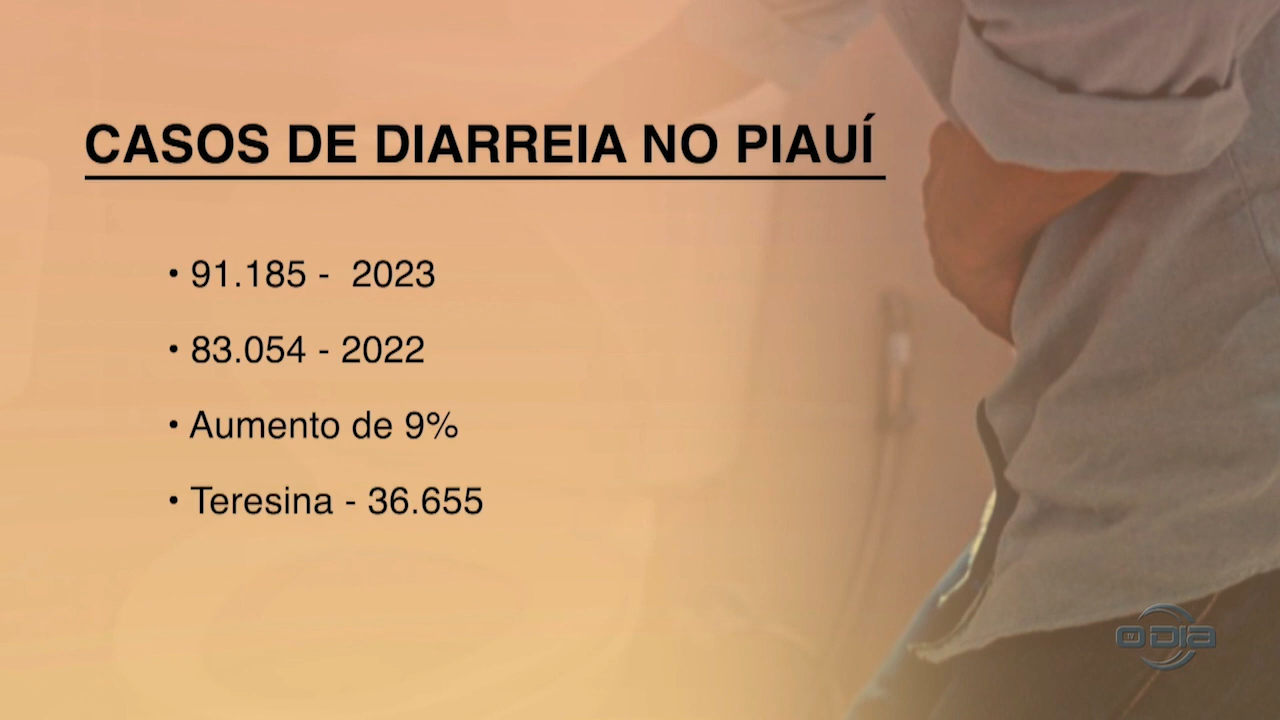 CASOS DE DIARREIA NO PIAUÍ
• 91.185 - 2023
• 83.054 - 2022
• Aumento de 9%
• Teresina - 36.655
O DIA